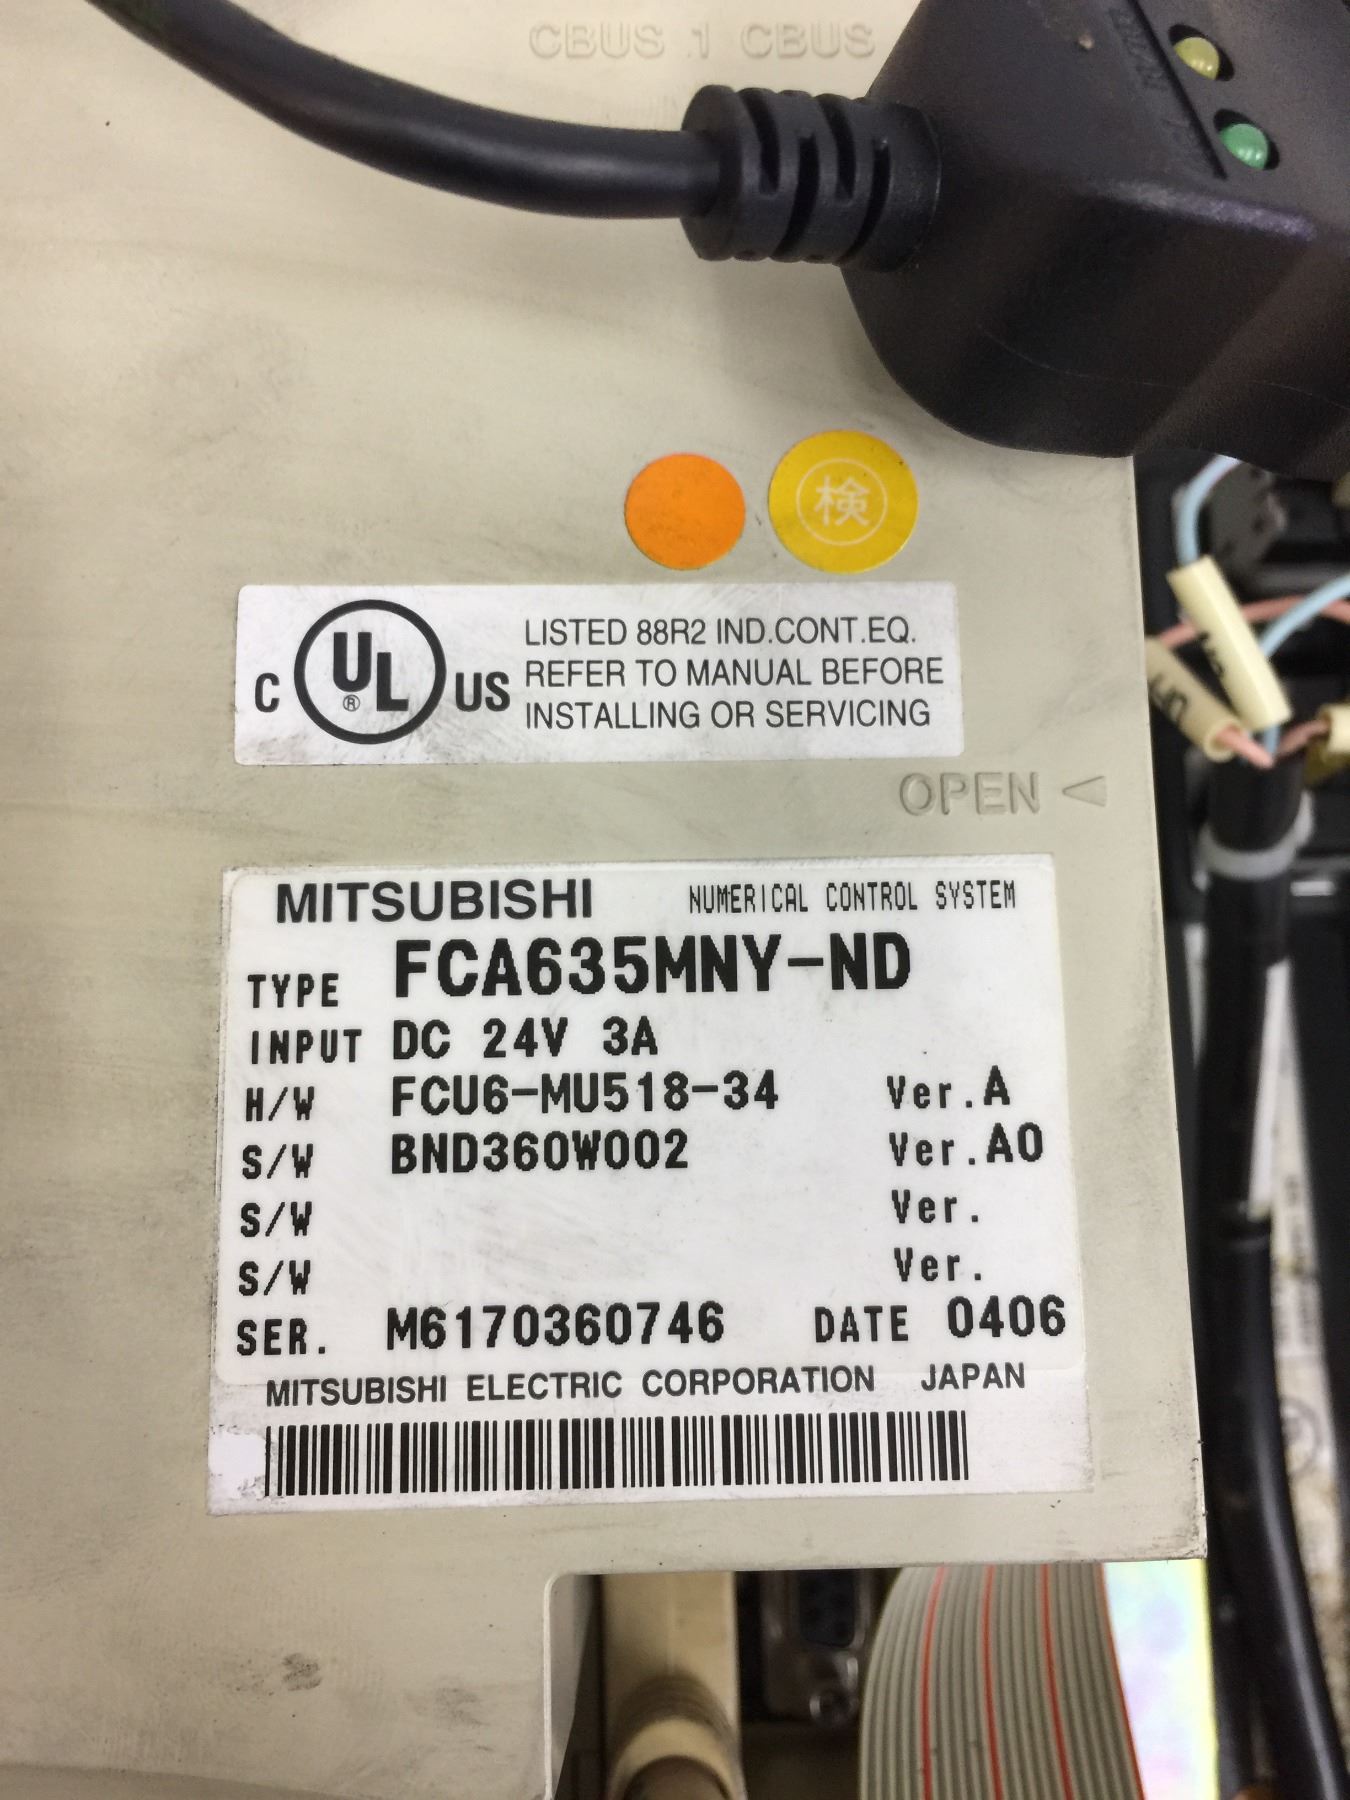 CBUS 1 CBUS
検
C UL® US
LISTED 88R2 IND.CONT.EQ.
REFER TO MANUAL BEFORE
INSTALLING OR SERVICING
OPEN
MITSUBISHI NUMERICAL CONTROL SYSTEM
TYPE FCA635MNY-ND
INPUT DC 24V 3A
H/W FCU6-MU518-34 Ver.A
S/W BND360W002 Ver.A0
S/W Ver.
S/W Ver.
SER. M6170360746 DATE 0406
MITSUBISHI ELECTRIC CORPORATION JAPAN